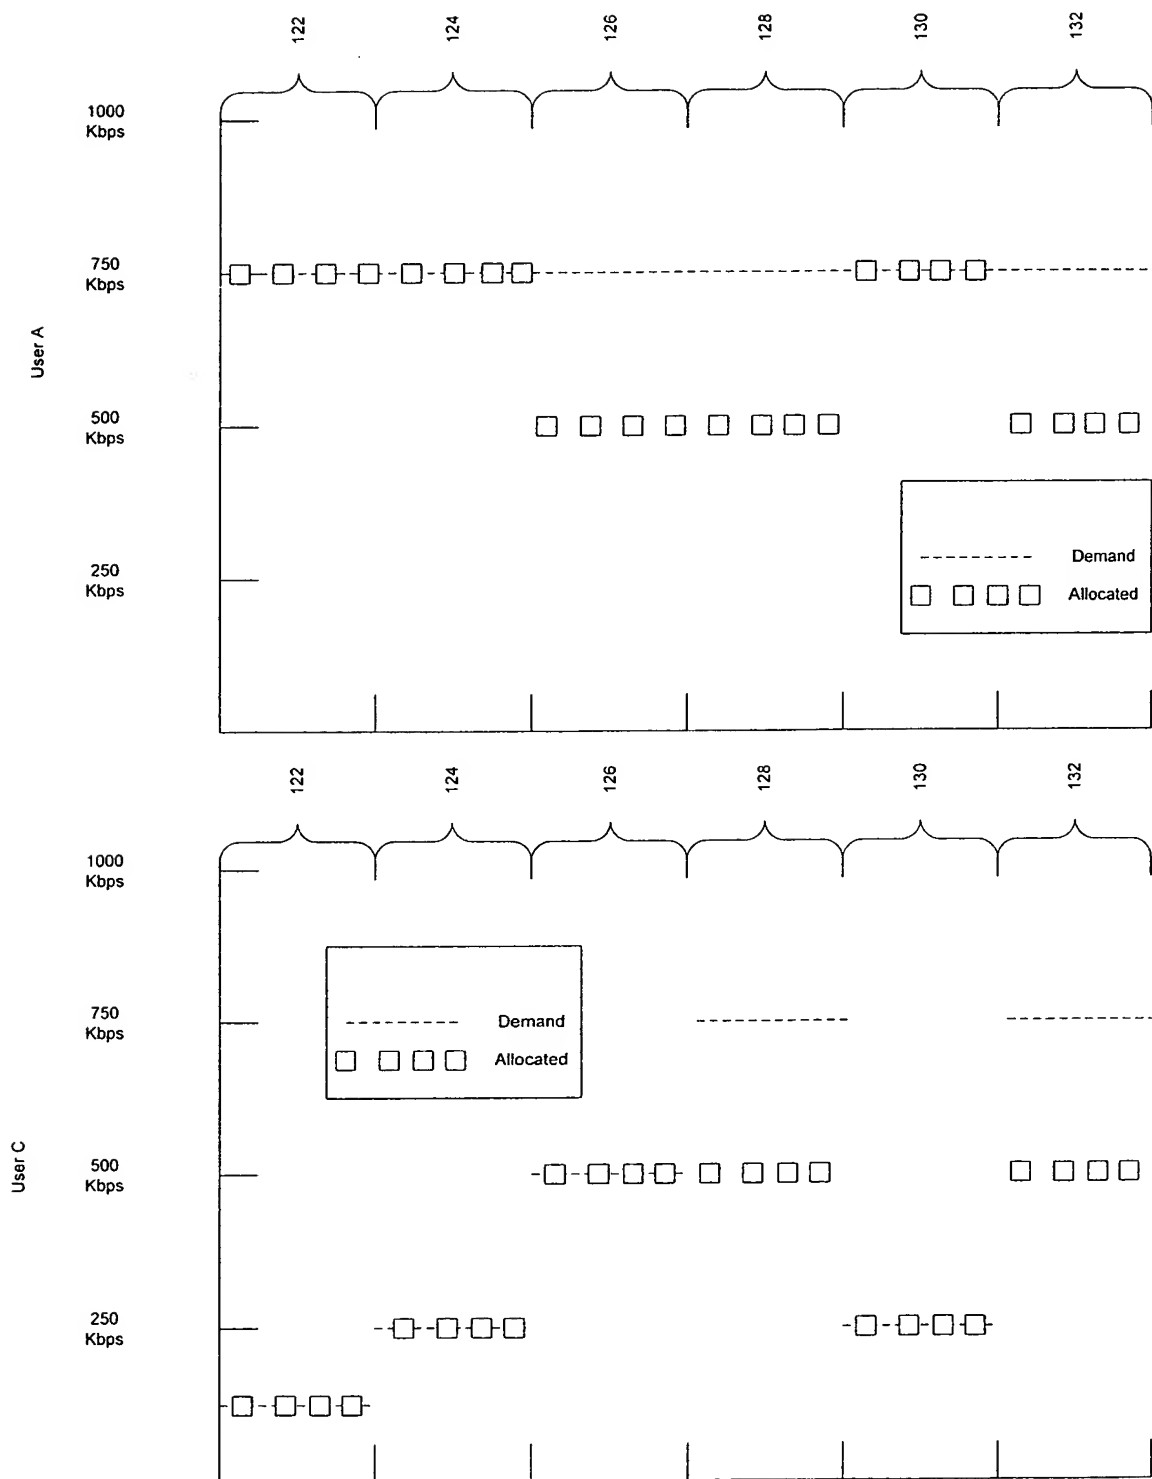 122 124 126 128 130 132
1000
Kbps
750
Kbps
User A
500
Kbps
250
Kbps
Demand
Allocated
122 124 126 128 130 132
1000
Kbps
Demand
Allocated
750
Kbps
User C
500
Kbps
250
Kbps